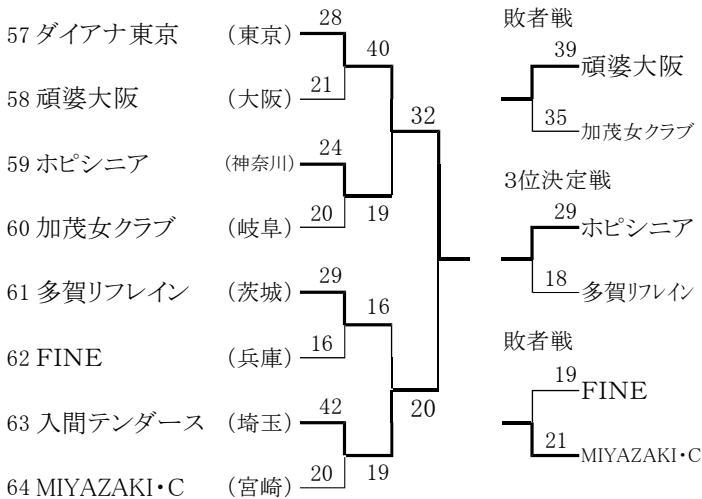 57 ダイアナ東京 (東京) 28
40
58 頑婆大阪 (大阪) 21
32
59 ホピシニア (神奈川) 24
19
60 加茂女クラブ (岐阜) 20
61 多賀リフレイン (茨城) 29
16
62 FINE (兵庫) 16
20
63 入間テンダース (埼玉) 42
19
64 MIYAZAKI・C (宮崎) 20
敗者戦
39 頑婆大阪
35 加茂女クラブ
3位決定戦
29 ホピシニア
18 多賀リフレイン
敗者戦
19 FINE
21 MIYAZAKI・C